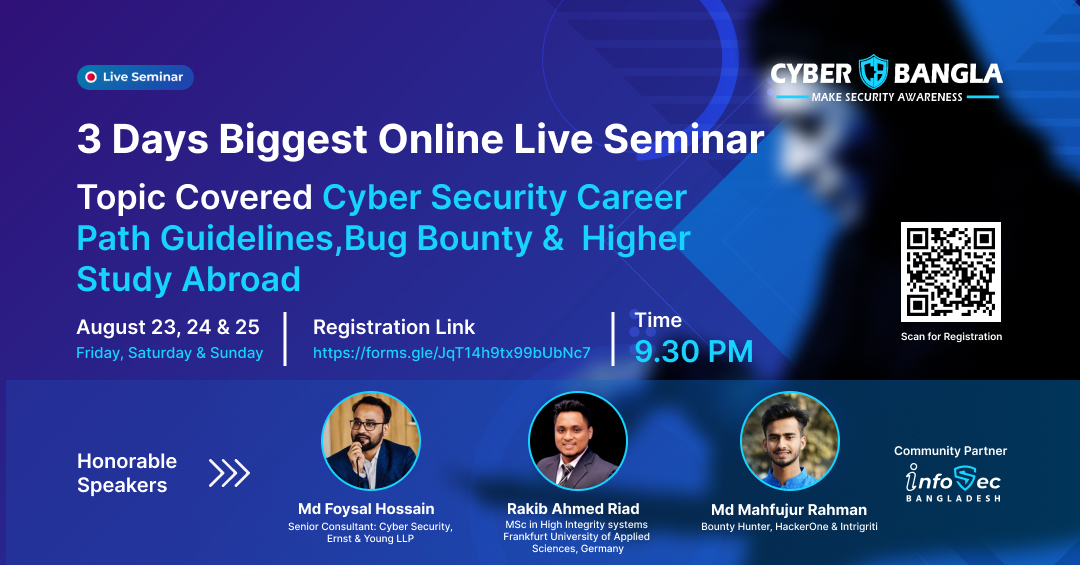 Live Seminar
CYBER BANGLA
MAKE SECURITY AWARENESS
3 Days Biggest Online Live Seminar
Topic Covered Cyber Security Career
Path Guidelines,Bug Bounty & Higher
Study Abroad
August 23, 24 & 25
Friday, Saturday & Sunday
Registration Link
https://forms.gle/JqT14h9tx99bUbNc7
Time
9.30 PM
Scan for Registration
Honorable
Speakers
Md Foysal Hossain
Senior Consultant: Cyber Security,
Ernst & Young LLP
Rakib Ahmed Riad
MSc in High Integrity systems
Frankfurt University of Applied
Sciences, Germany
Md Mahfujur Rahman
Bounty Hunter, HackerOne & Intrigriti
Community Partner
infoSec
BANGLADESH